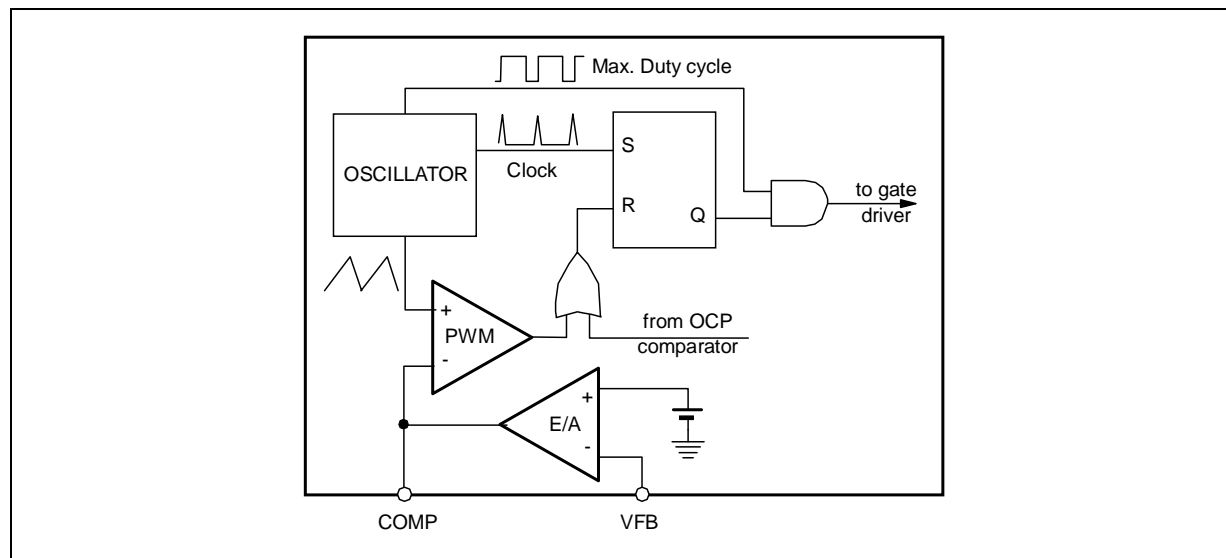 Max. Duty cycle
OSCILLATOR
Clock
S
R
Q
to gate
driver
+
PWM
-
from OCP
comparator
+
E/A
-
COMP
VFB